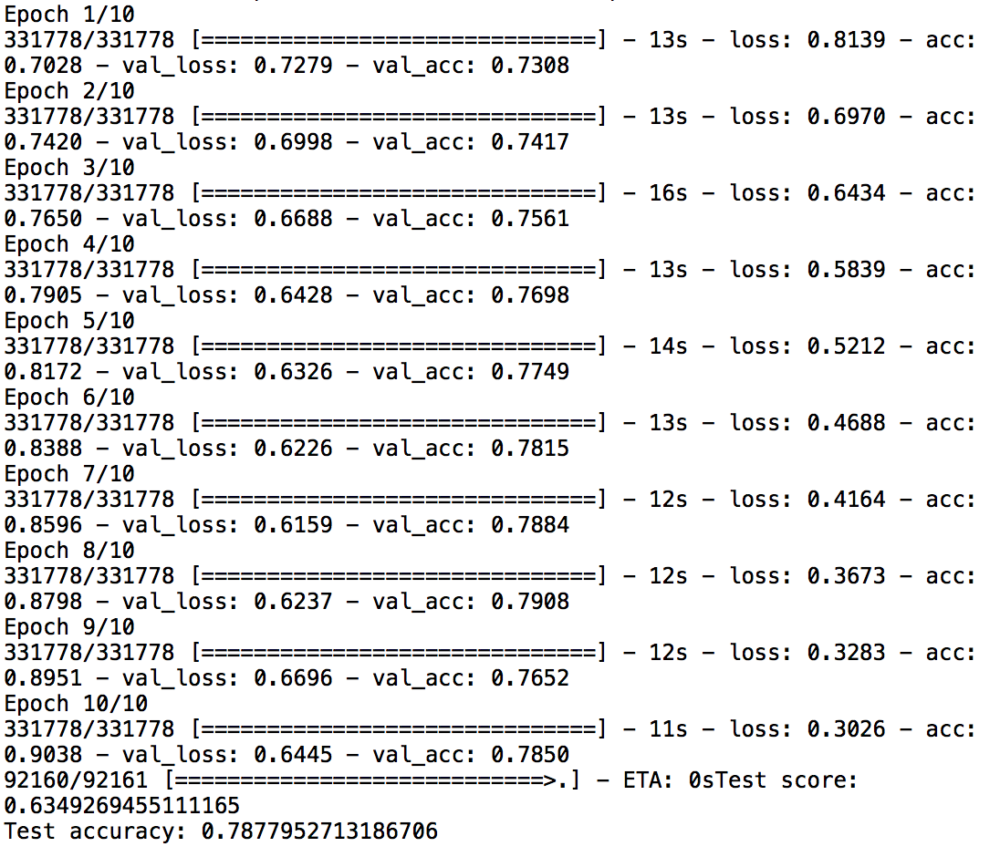 Epoch 1/10
331778/331778 [==============================] - 13s - loss: 0.8139 - acc:
0.7028 - val_loss: 0.7279 - val_acc: 0.7308
Epoch 2/10
331778/331778 [==============================] - 13s - loss: 0.6970 - acc:
0.7420 - val_loss: 0.6998 - val_acc: 0.7417
Epoch 3/10
331778/331778 [==============================] - 16s - loss: 0.6434 - acc:
0.7650 - val_loss: 0.6688 - val_acc: 0.7561
Epoch 4/10
331778/331778 [==============================] - 13s - loss: 0.5839 - acc:
0.7905 - val_loss: 0.6428 - val_acc: 0.7698
Epoch 5/10
331778/331778 [==============================] - 14s - loss: 0.5212 - acc:
0.8172 - val_loss: 0.6326 - val_acc: 0.7749
Epoch 6/10
331778/331778 [==============================] - 13s - loss: 0.4688 - acc:
0.8388 - val_loss: 0.6226 - val_acc: 0.7815
Epoch 7/10
331778/331778 [==============================] - 12s - loss: 0.4164 - acc:
0.8596 - val_loss: 0.6159 - val_acc: 0.7884
Epoch 8/10
331778/331778 [==============================] - 12s - loss: 0.3673 - acc:
0.8798 - val_loss: 0.6237 - val_acc: 0.7908
Epoch 9/10
331778/331778 [==============================] - 12s - loss: 0.3283 - acc:
0.8951 - val_loss: 0.6696 - val_acc: 0.7652
Epoch 10/10
331778/331778 [==============================] - 11s - loss: 0.3026 - acc:
0.9038 - val_loss: 0.6445 - val_acc: 0.7850
92160/92161 [============================>.] - ETA: 0sTest score:
0.6349269455111165
Test accuracy: 0.7877952713186706